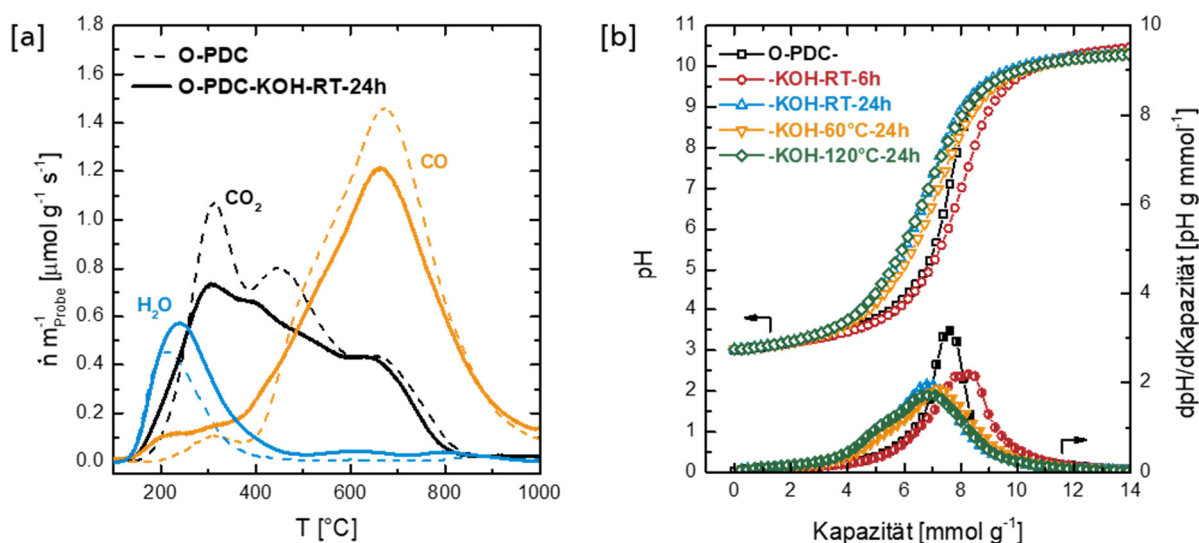 [a]
1.8
1.6
1.4
1.2
1.0
0.8
0.6
0.4
0.2
0.0
ṅ m⁻¹Probe [µmol g⁻¹ s⁻¹]
O-PDC
O-PDC-KOH-RT-24h
CO₂
CO
H₂O
200 400 600 800 1000
T [°C]
[b]
11
10
9
8
7
6
5
4
3
2
1
0
pH
O-PDC-
-KOH-RT-6h
-KOH-RT-24h
-KOH-60°C-24h
-KOH-120°C-24h
10
8
6
4
2
0
dpH/dKapazität [pH g mmol⁻¹]
0 2 4 6 8 10 12 14
Kapazität [mmol g⁻¹]